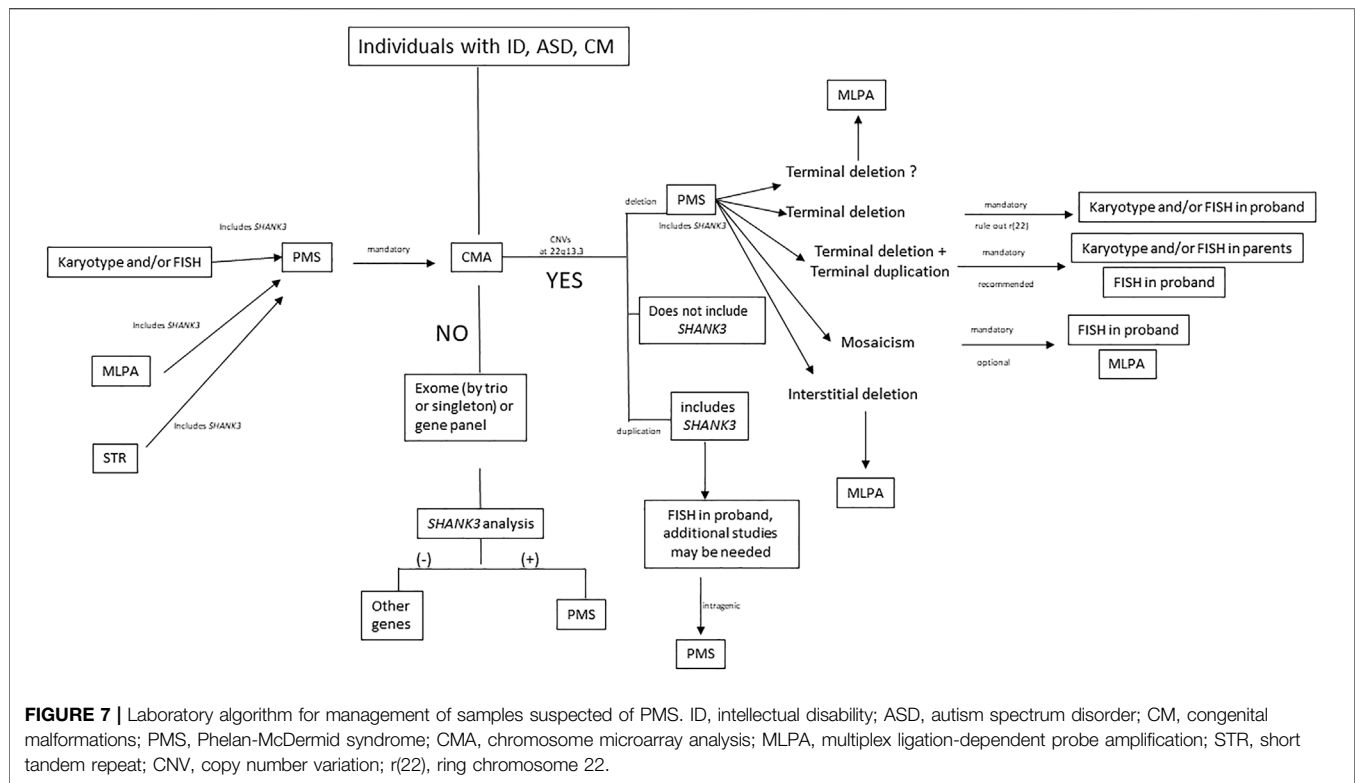 Individuals with ID, ASD, CM
MLPA
Terminal deletion ?
deletion
PMS
Includes SHANK3
Terminal deletion
mandatory
rule out r(22)
Karyotype and/or FISH in proband
Includes SHANK3
Karyotype and/or FISH
PMS
mandatory
CMA
CNVs
at 22q13.3
YES
Terminal deletion +
Terminal duplication
mandatory
recommended
Karyotype and/or FISH in parents
FISH in proband
Does not include
SHANK3
Includes SHANK3
NO
Mosaicism
mandatory
optional
FISH in proband
MLPA
MLPA
Interstitial deletion
Exome (by trio
or singleton) or
gene panel
includes
SHANK3
duplication
Includes SHANK3
STR
MLPA
SHANK3 analysis
FISH in proband,
additional studies
may be needed
(-)
(+)
Other
genes
PMS
intragenic
PMS
FIGURE 7 | Laboratory algorithm for management of samples suspected of PMS. ID, intellectual disability; ASD, autism spectrum disorder; CM, congenital
malformations; PMS, Phelan-McDermid syndrome; CMA, chromosome microarray analysis; MLPA, multiplex ligation-dependent probe amplification; STR, short
tandem repeat; CNV, copy number variation; r(22), ring chromosome 22.